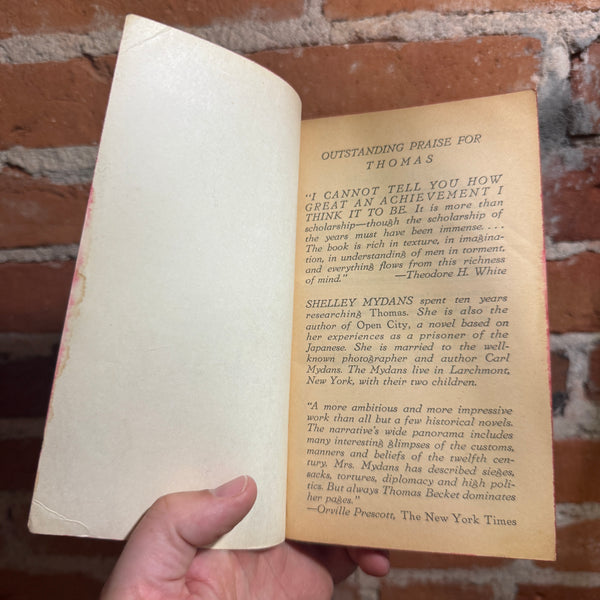 OUTSTANDING PRAISE FOR
THOMAS
"I CANNOT TELL YOU HOW
GREAT AN ACHIEVEMENT I
THINK IT TO BE. It is more than
scholarship—though the scholarship of
the years must have been immense. . . .
The book is rich in texture, in imagina-
tion, in understanding of men in torment,
and everything flows from this richness
of mind." —Theodore H. White
SHELLEY MYDANS spent ten years
researching Thomas. She is also the
author of Open City, a novel based on
her experiences as a prisoner of the
Japanese. She is married to the well-
known photographer and author Carl
Mydans. The Mydans live in Larchmont,
New York, with their two children.
"A more ambitious and more impressive
work than all but a few historical novels.
The narrative's wide panorama includes
many interesting glimpses of the customs,
manners and beliefs of the twelfth cen-
tury. Mrs. Mydans has described sieges,
sacks, tortures, diplomacy and high poli-
tics. But always Thomas Becket dominates
her pages."
—Orville Prescott, The New York Times